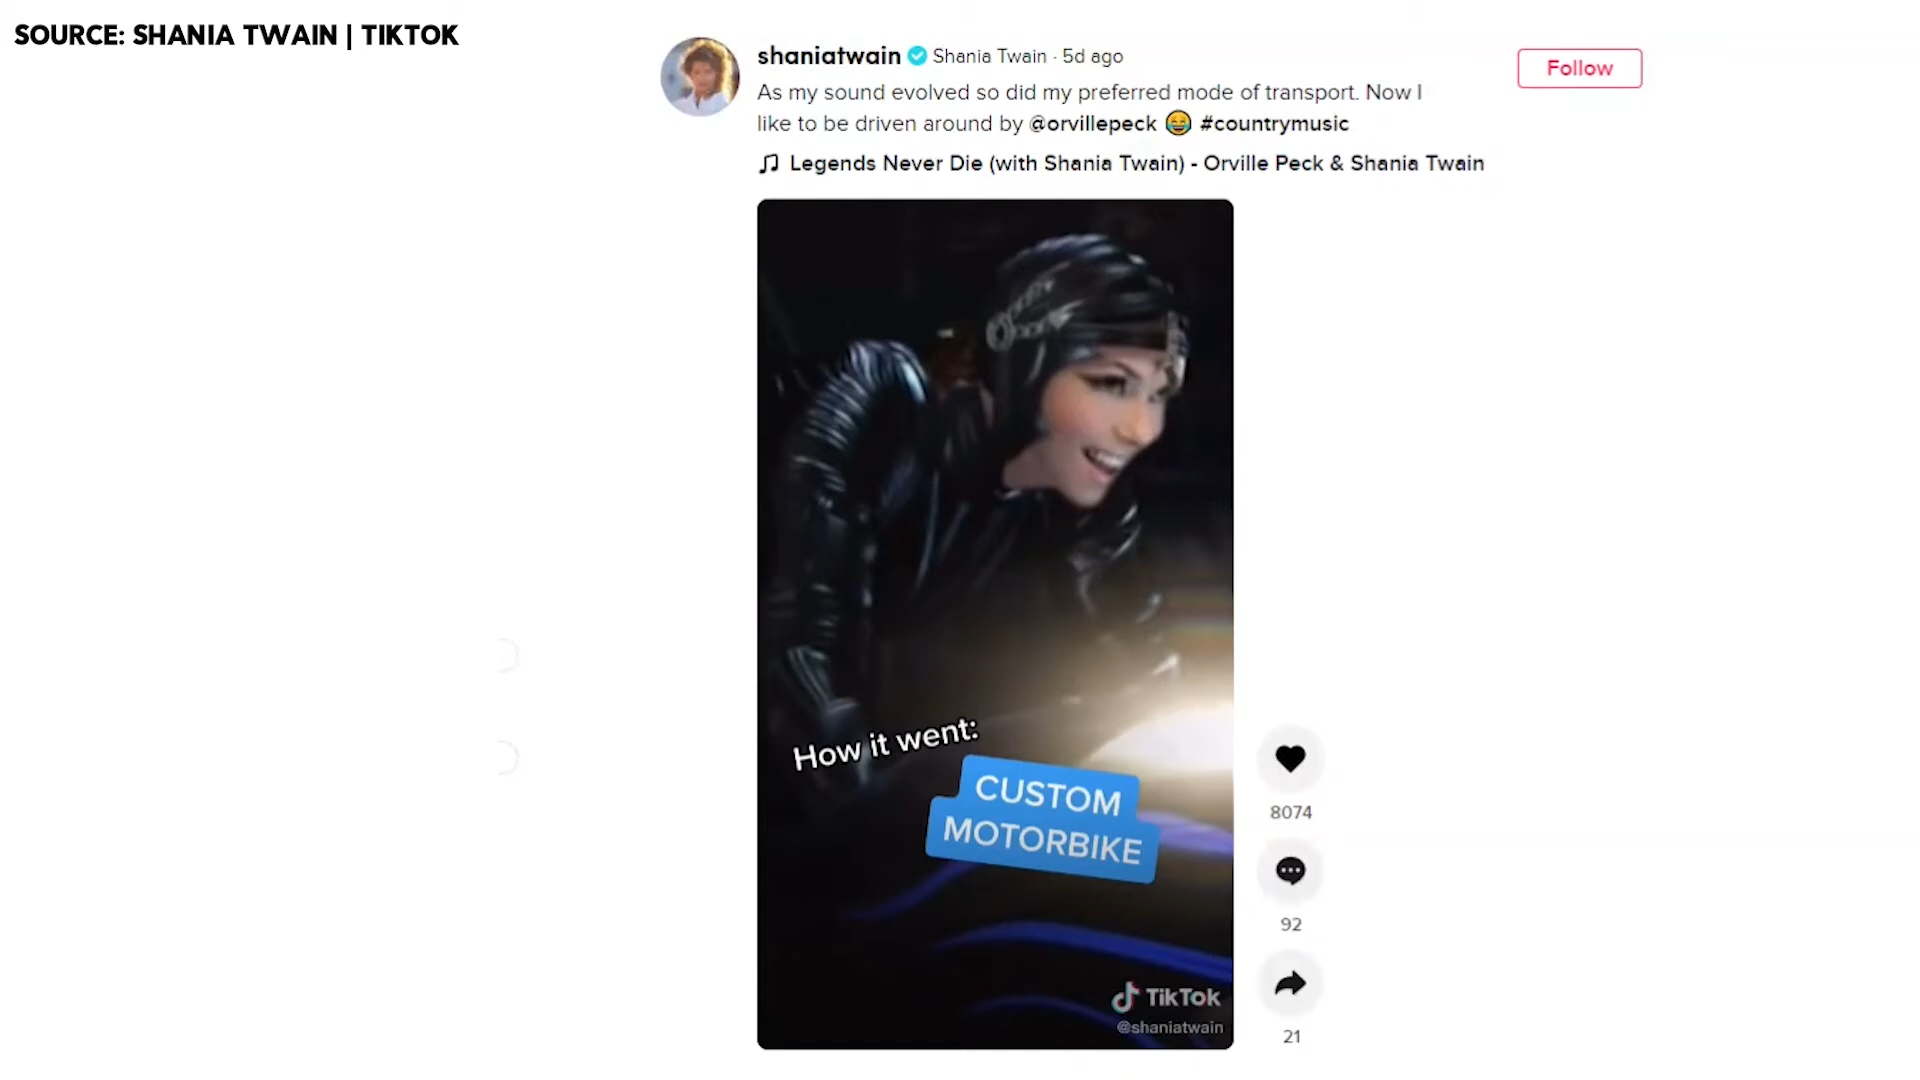 SOURCE: SHANIA TWAIN | TIKTOK
shaniatwain Shania Twain · 5d ago
Follow
As my sound evolved so did my preferred mode of transport. Now I
like to be driven around by @orvillepeck 😂 #countrymusic
Legends Never Die (with Shania Twain) - Orville Peck & Shania Twain
How it went:
CUSTOM
MOTORBIKE
8074
92
21
TikTok
@shaniatwain